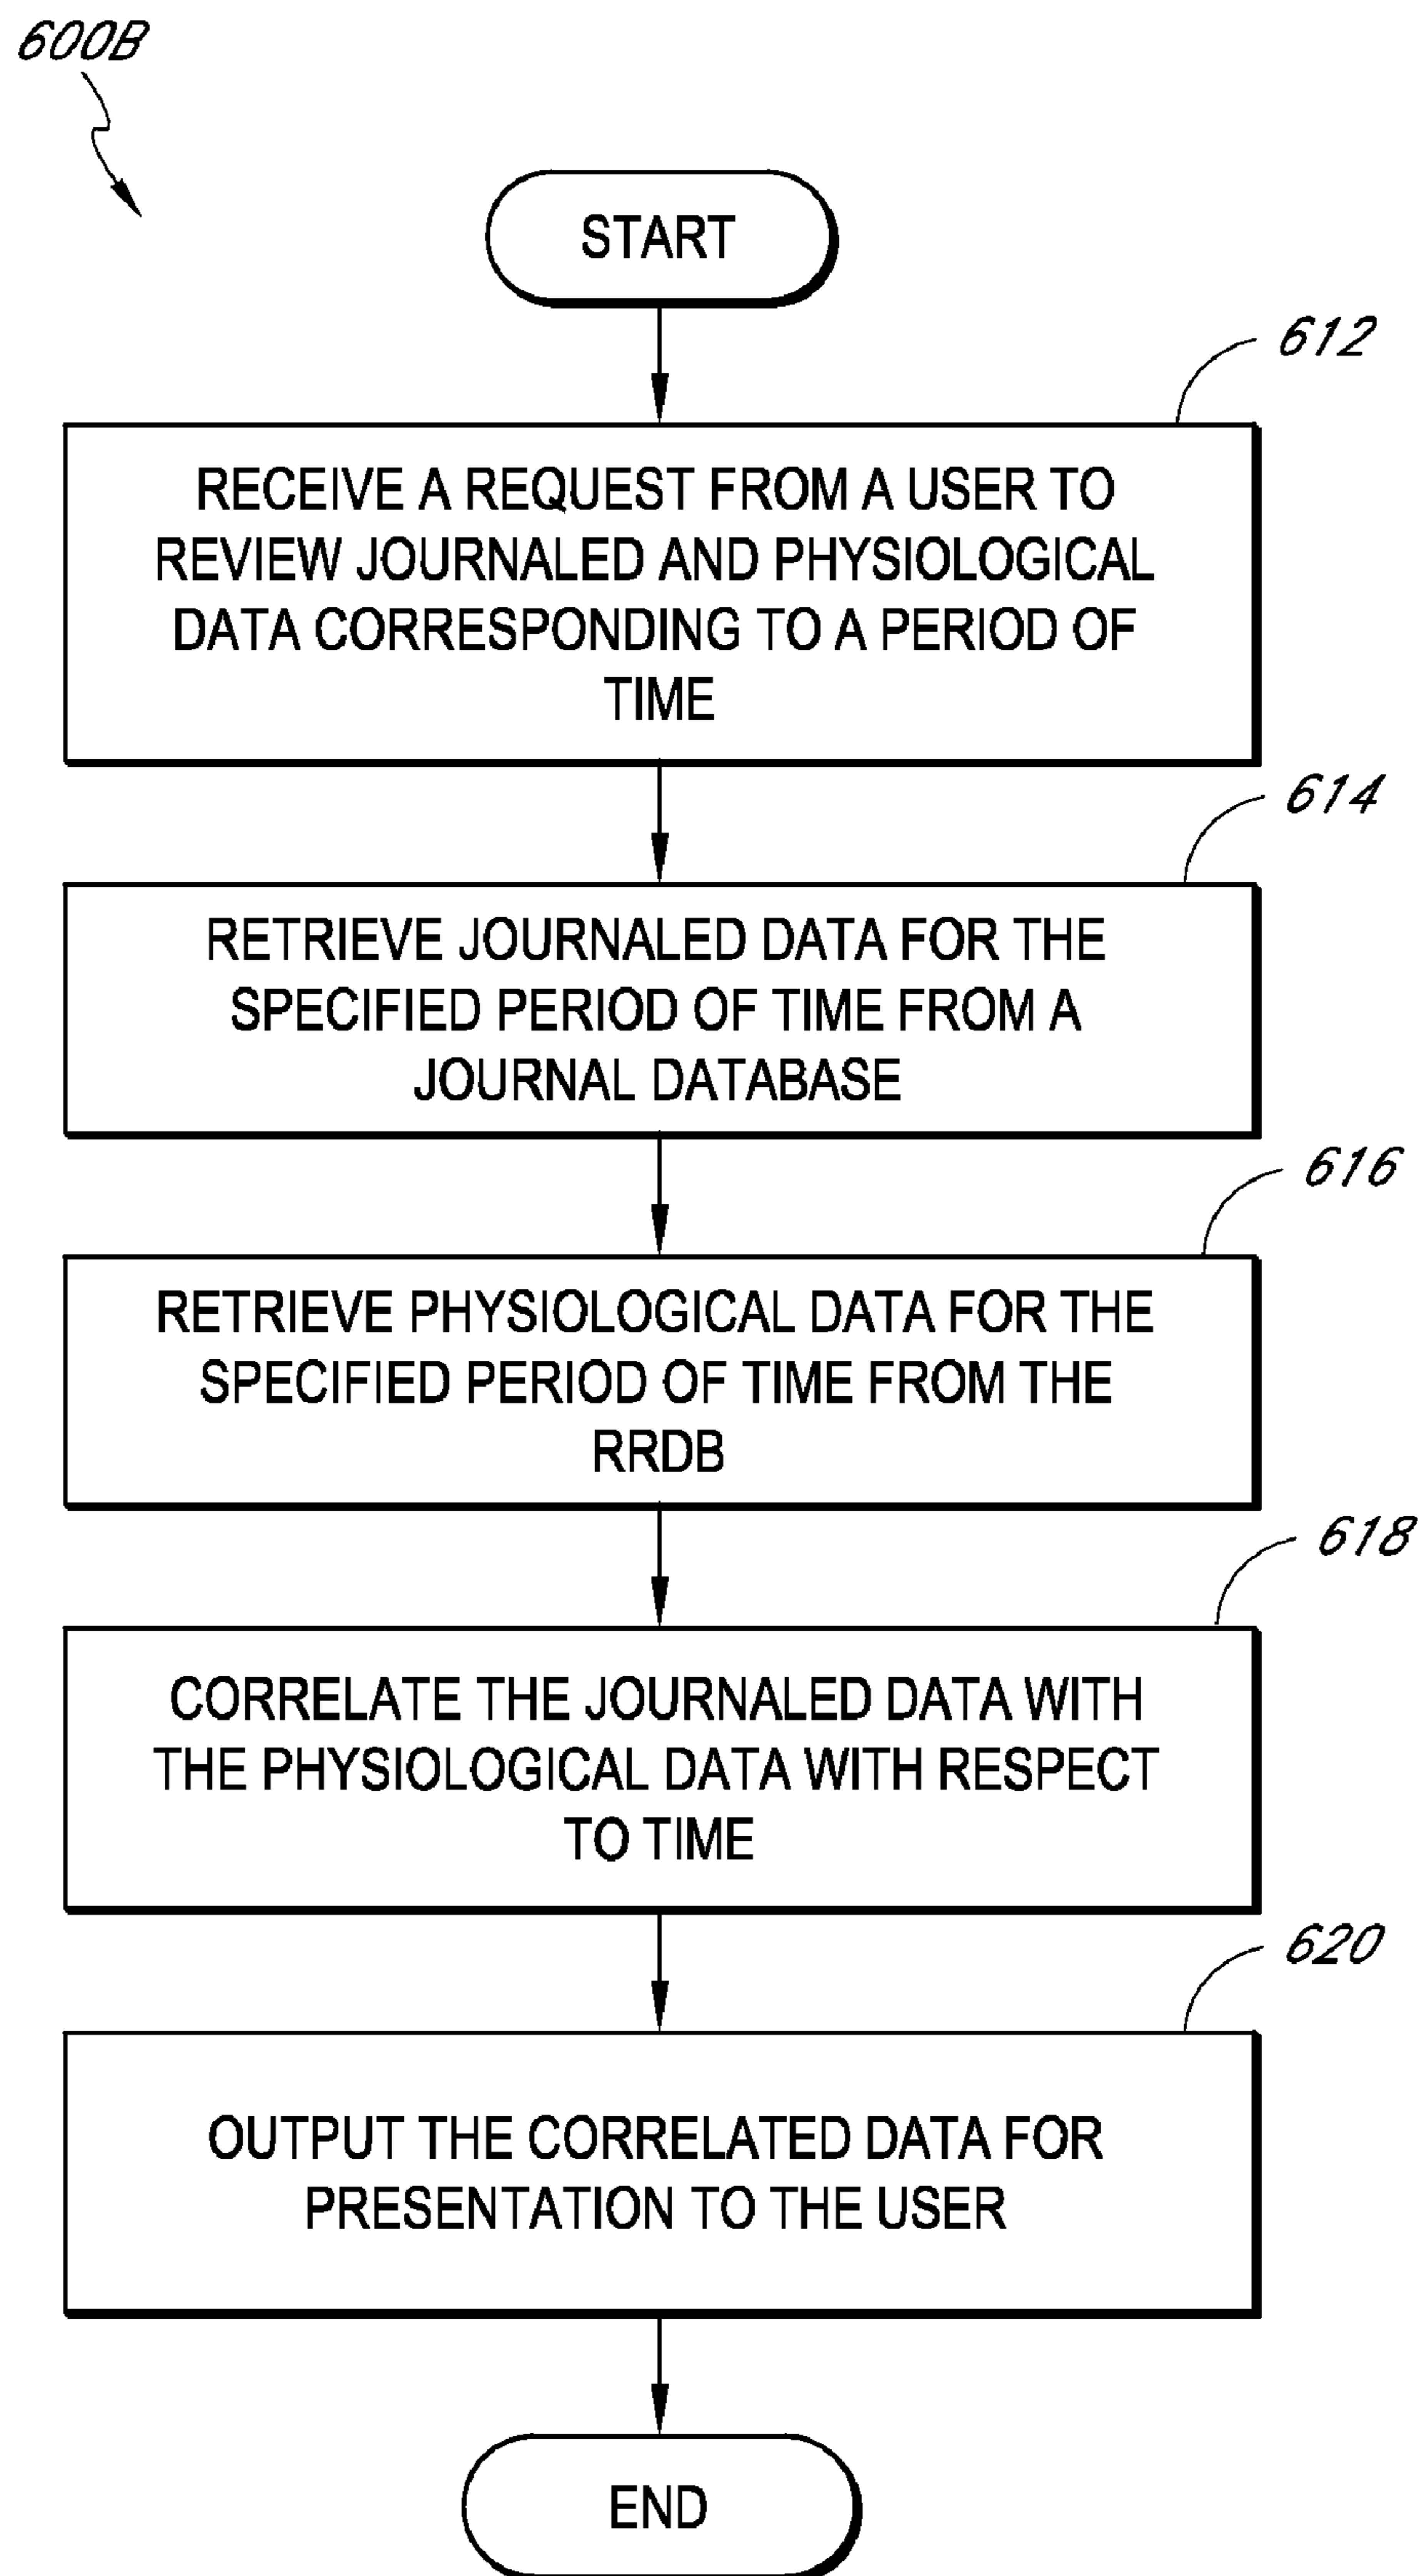 600B
START
612
RECEIVE A REQUEST FROM A USER TO
REVIEW JOURNALED AND PHYSIOLOGICAL
DATA CORRESPONDING TO A PERIOD OF
TIME
614
RETRIEVE JOURNALED DATA FOR THE
SPECIFIED PERIOD OF TIME FROM A
JOURNAL DATABASE
616
RETRIEVE PHYSIOLOGICAL DATA FOR THE
SPECIFIED PERIOD OF TIME FROM THE
RRDB
618
CORRELATE THE JOURNALED DATA WITH
THE PHYSIOLOGICAL DATA WITH RESPECT
TO TIME
620
OUTPUT THE CORRELATED DATA FOR
PRESENTATION TO THE USER
END